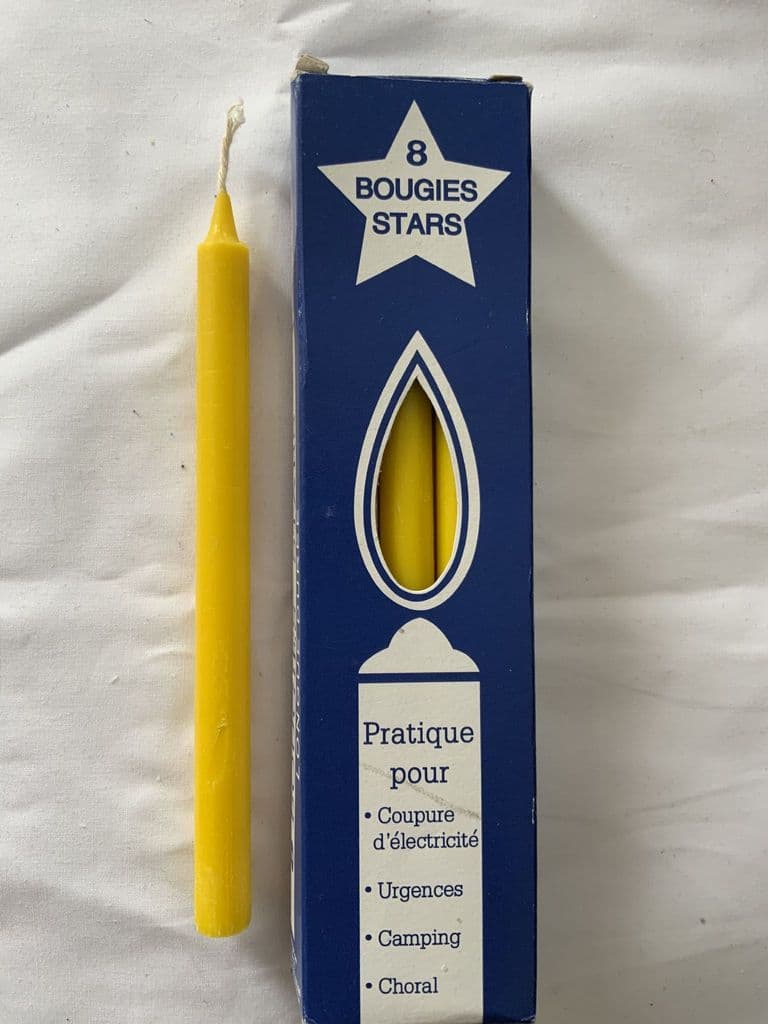 8
BOUGIES
STARS
Pratique
pour
• Coupure
d'électricité
• Urgences
• Camping
• Choral